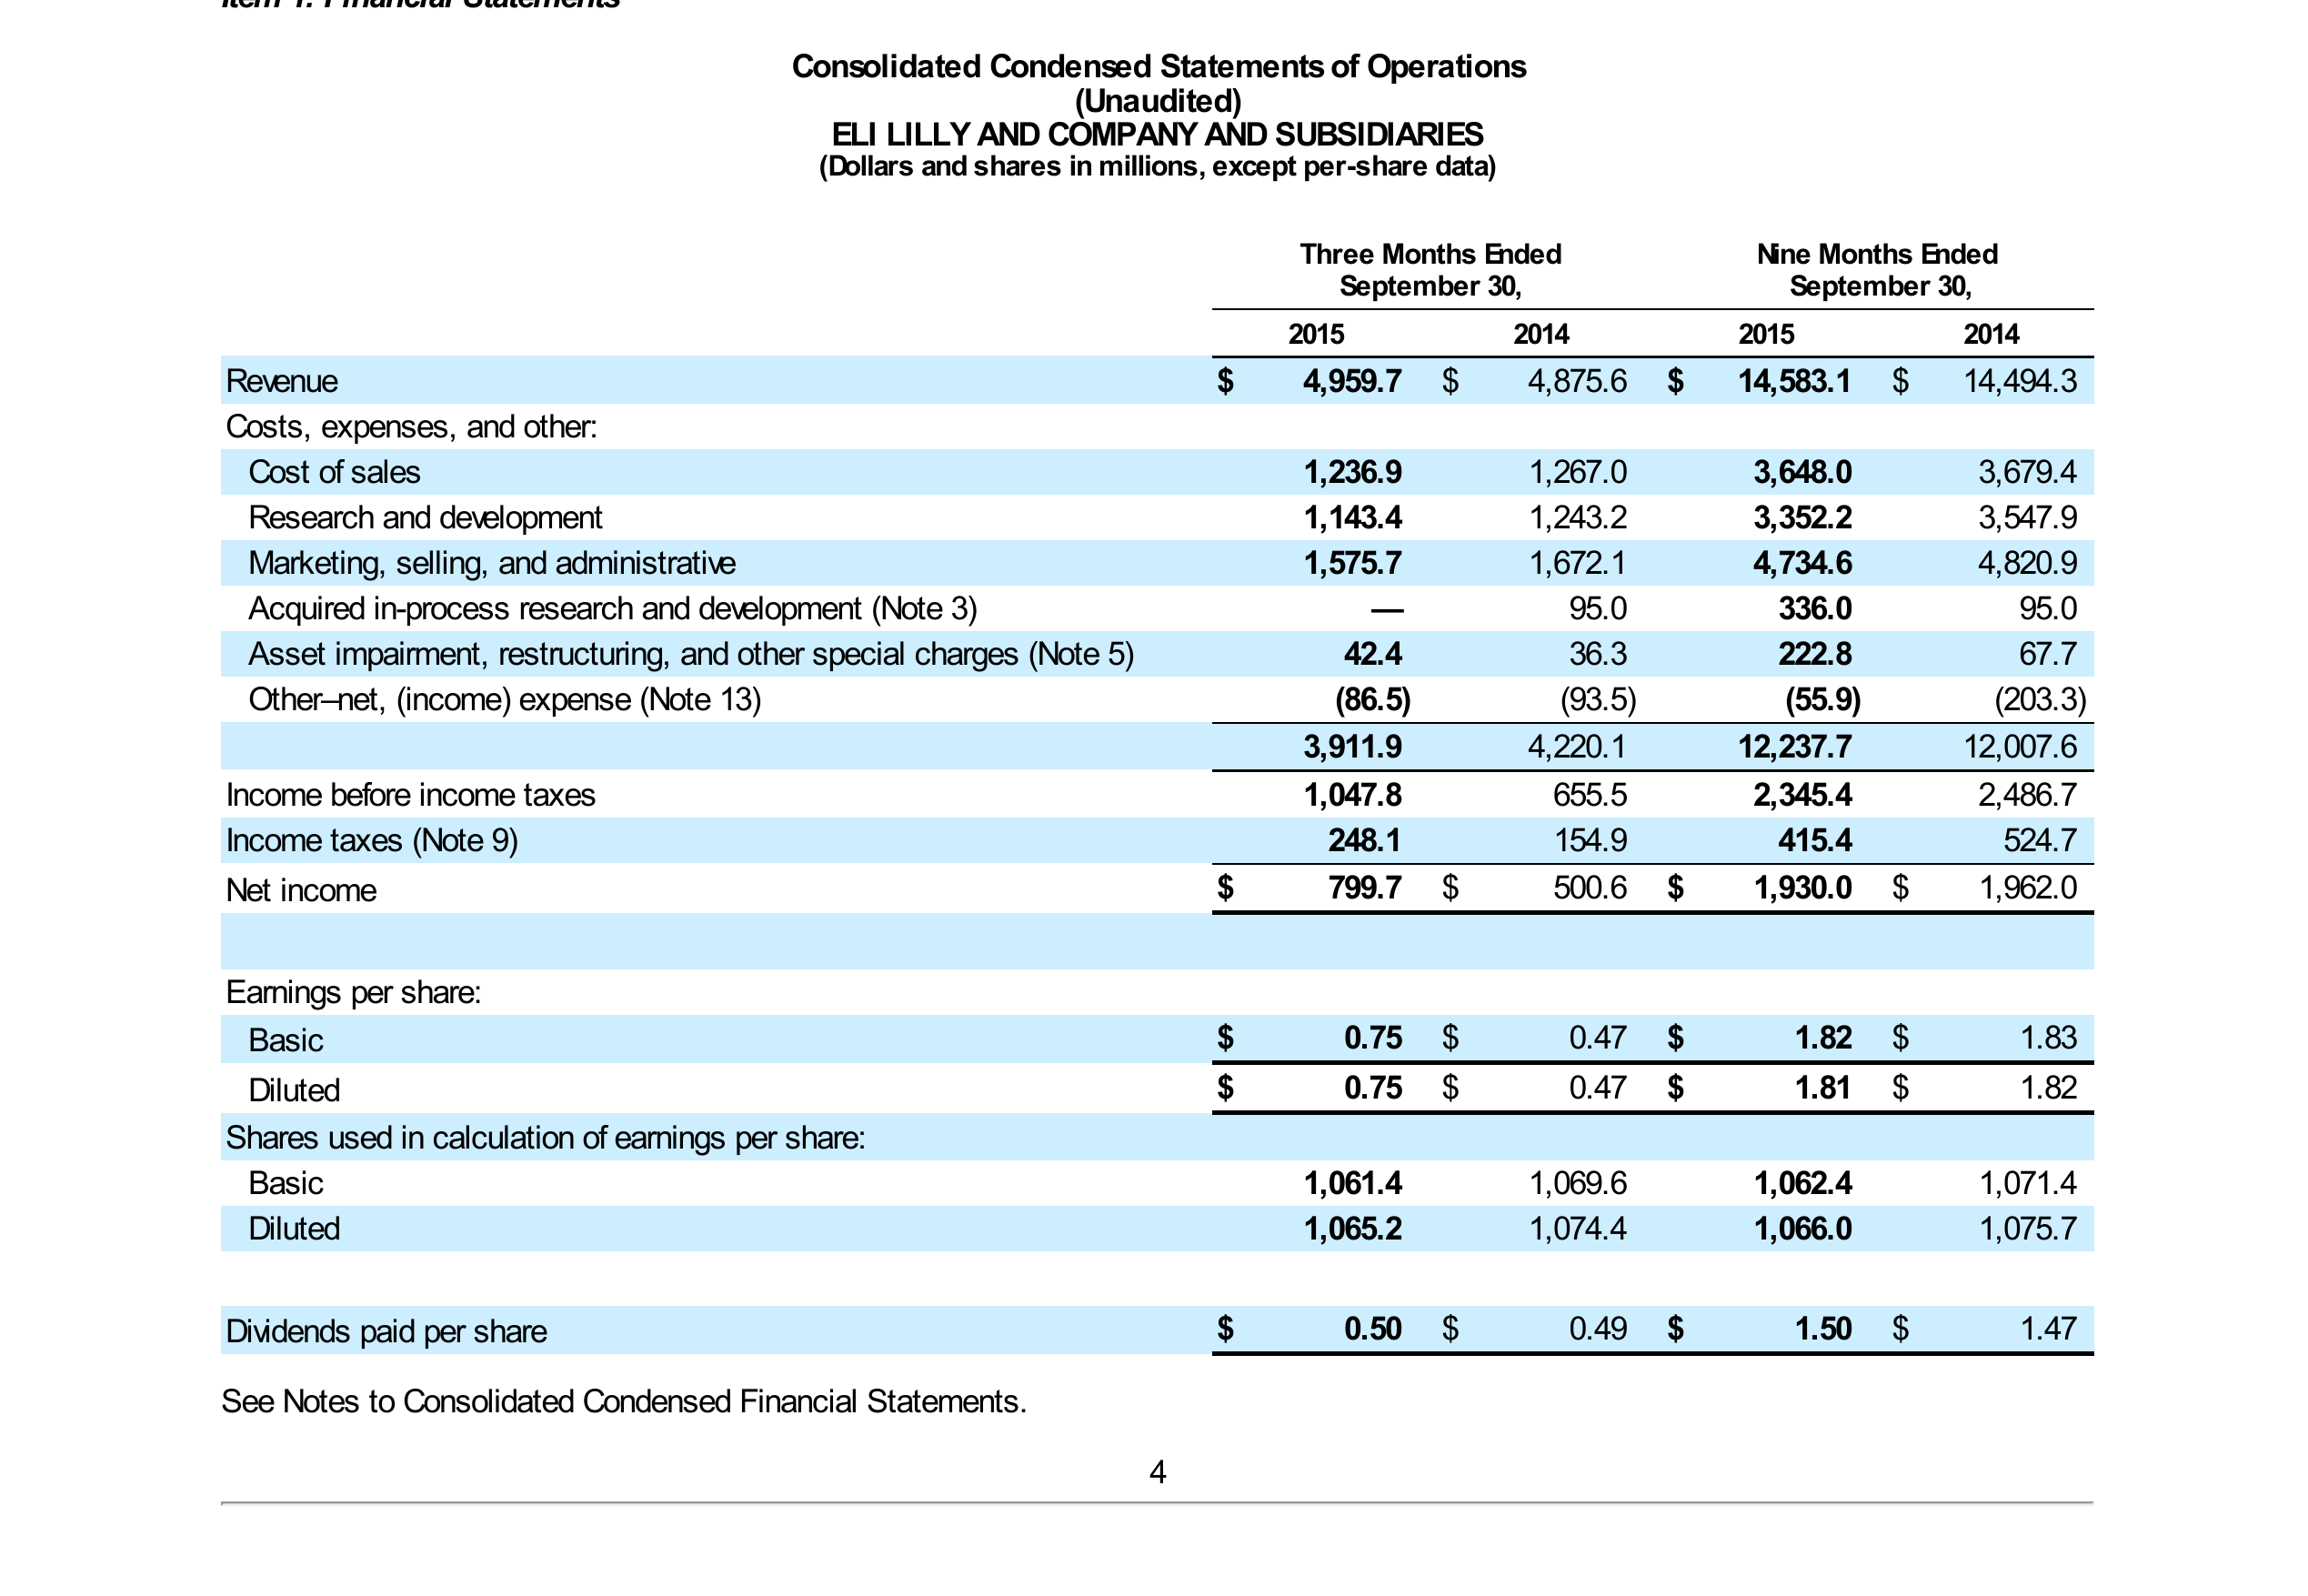 Item 1. Financial Statements
Consolidated Condensed Statements of Operations
(Unaudited)
ELI LILLY AND COMPANY AND SUBSIDIARIES
(Dollars and shares in millions, except per-share data)
Three Months Ended September 30, Nine Months Ended September 30,
2015 2014 2015 2014
Revenue $ 4,959.7 $ 4,875.6 $ 14,583.1 $ 14,494.3
Costs, expenses, and other:
Cost of sales 1,236.9 1,267.0 3,648.0 3,679.4
Research and development 1,143.4 1,243.2 3,352.2 3,547.9
Marketing, selling, and administrative 1,575.7 1,672.1 4,734.6 4,820.9
Acquired in-process research and development (Note 3) — 95.0 336.0 95.0
Asset impairment, restructuring, and other special charges (Note 5) 42.4 36.3 222.8 67.7
Other–net, (income) expense (Note 13) (86.5) (93.5) (55.9) (203.3)
3,911.9 4,220.1 12,237.7 12,007.6
Income before income taxes 1,047.8 655.5 2,345.4 2,486.7
Income taxes (Note 9) 248.1 154.9 415.4 524.7
Net income $ 799.7 $ 500.6 $ 1,930.0 $ 1,962.0
Earnings per share:
Basic $ 0.75 $ 0.47 $ 1.82 $ 1.83
Diluted $ 0.75 $ 0.47 $ 1.81 $ 1.82
Shares used in calculation of earnings per share:
Basic 1,061.4 1,069.6 1,062.4 1,071.4
Diluted 1,065.2 1,074.4 1,066.0 1,075.7
Dividends paid per share $ 0.50 $ 0.49 $ 1.50 $ 1.47
See Notes to Consolidated Condensed Financial Statements.
4